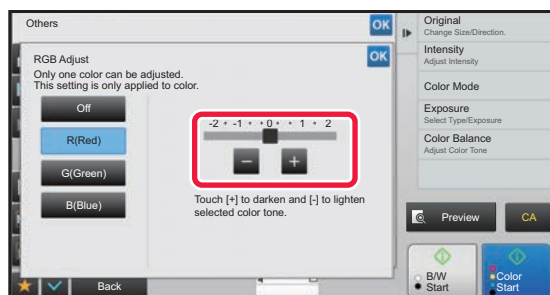 Others
OK
RGB Adjust
OK
Only one color can be adjusted.
This setting is only applied to color.
Off
R(Red)
G(Green)
B(Blue)
-2 • -1 • • 0 • • 1 • 2
−
+
Touch [+] to darken and [-] to lighten
selected color tone.
Back
Original
Change Size/Direction.
Intensity
Adjust Intensity
Color Mode
Exposure
Select Type/Exposure
Color Balance
Adjust Color Tone
Preview
CA
B/W
Start
Color
Start